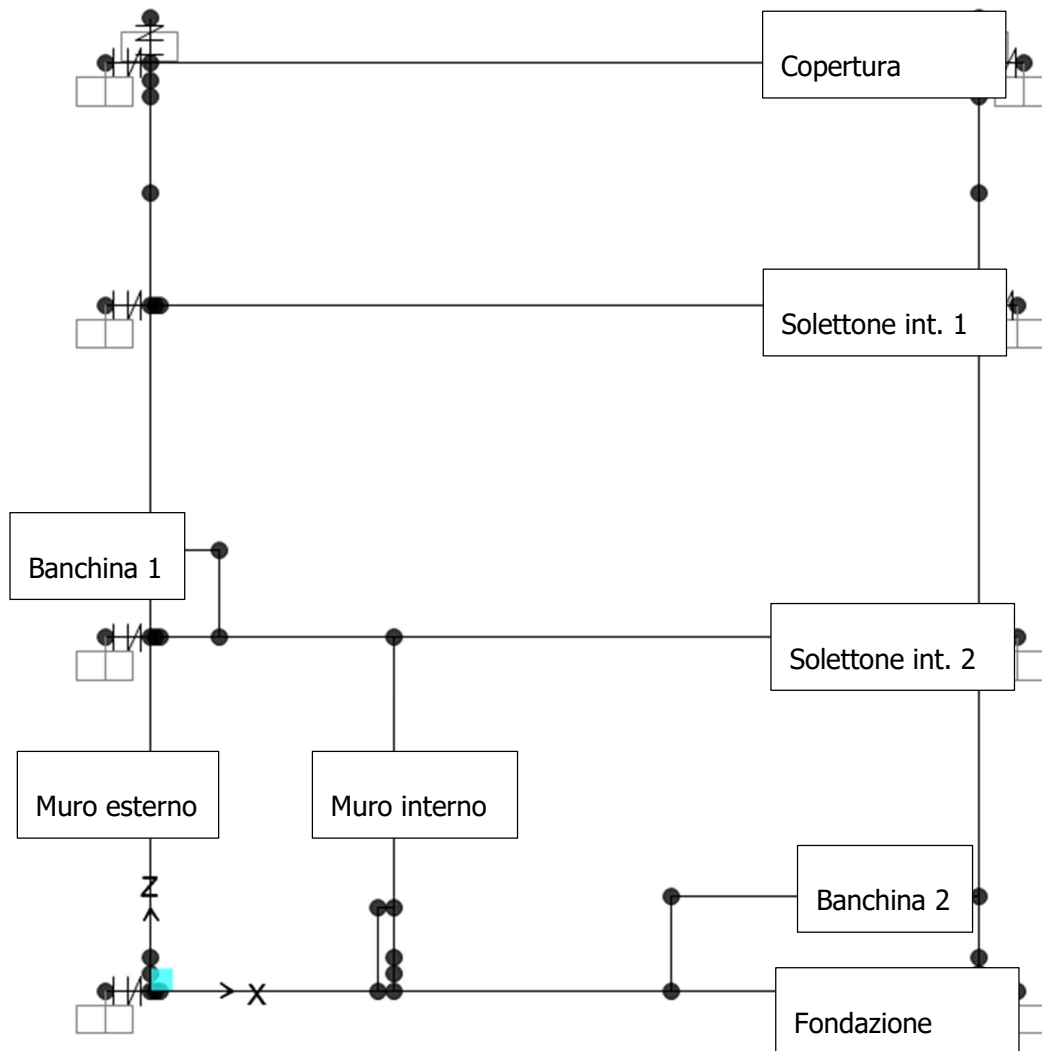 Copertura
Solettone int. 1
Banchina 1
Solettone int. 2
Muro esterno
Muro interno
Z
Banchina 2
X
Fondazione